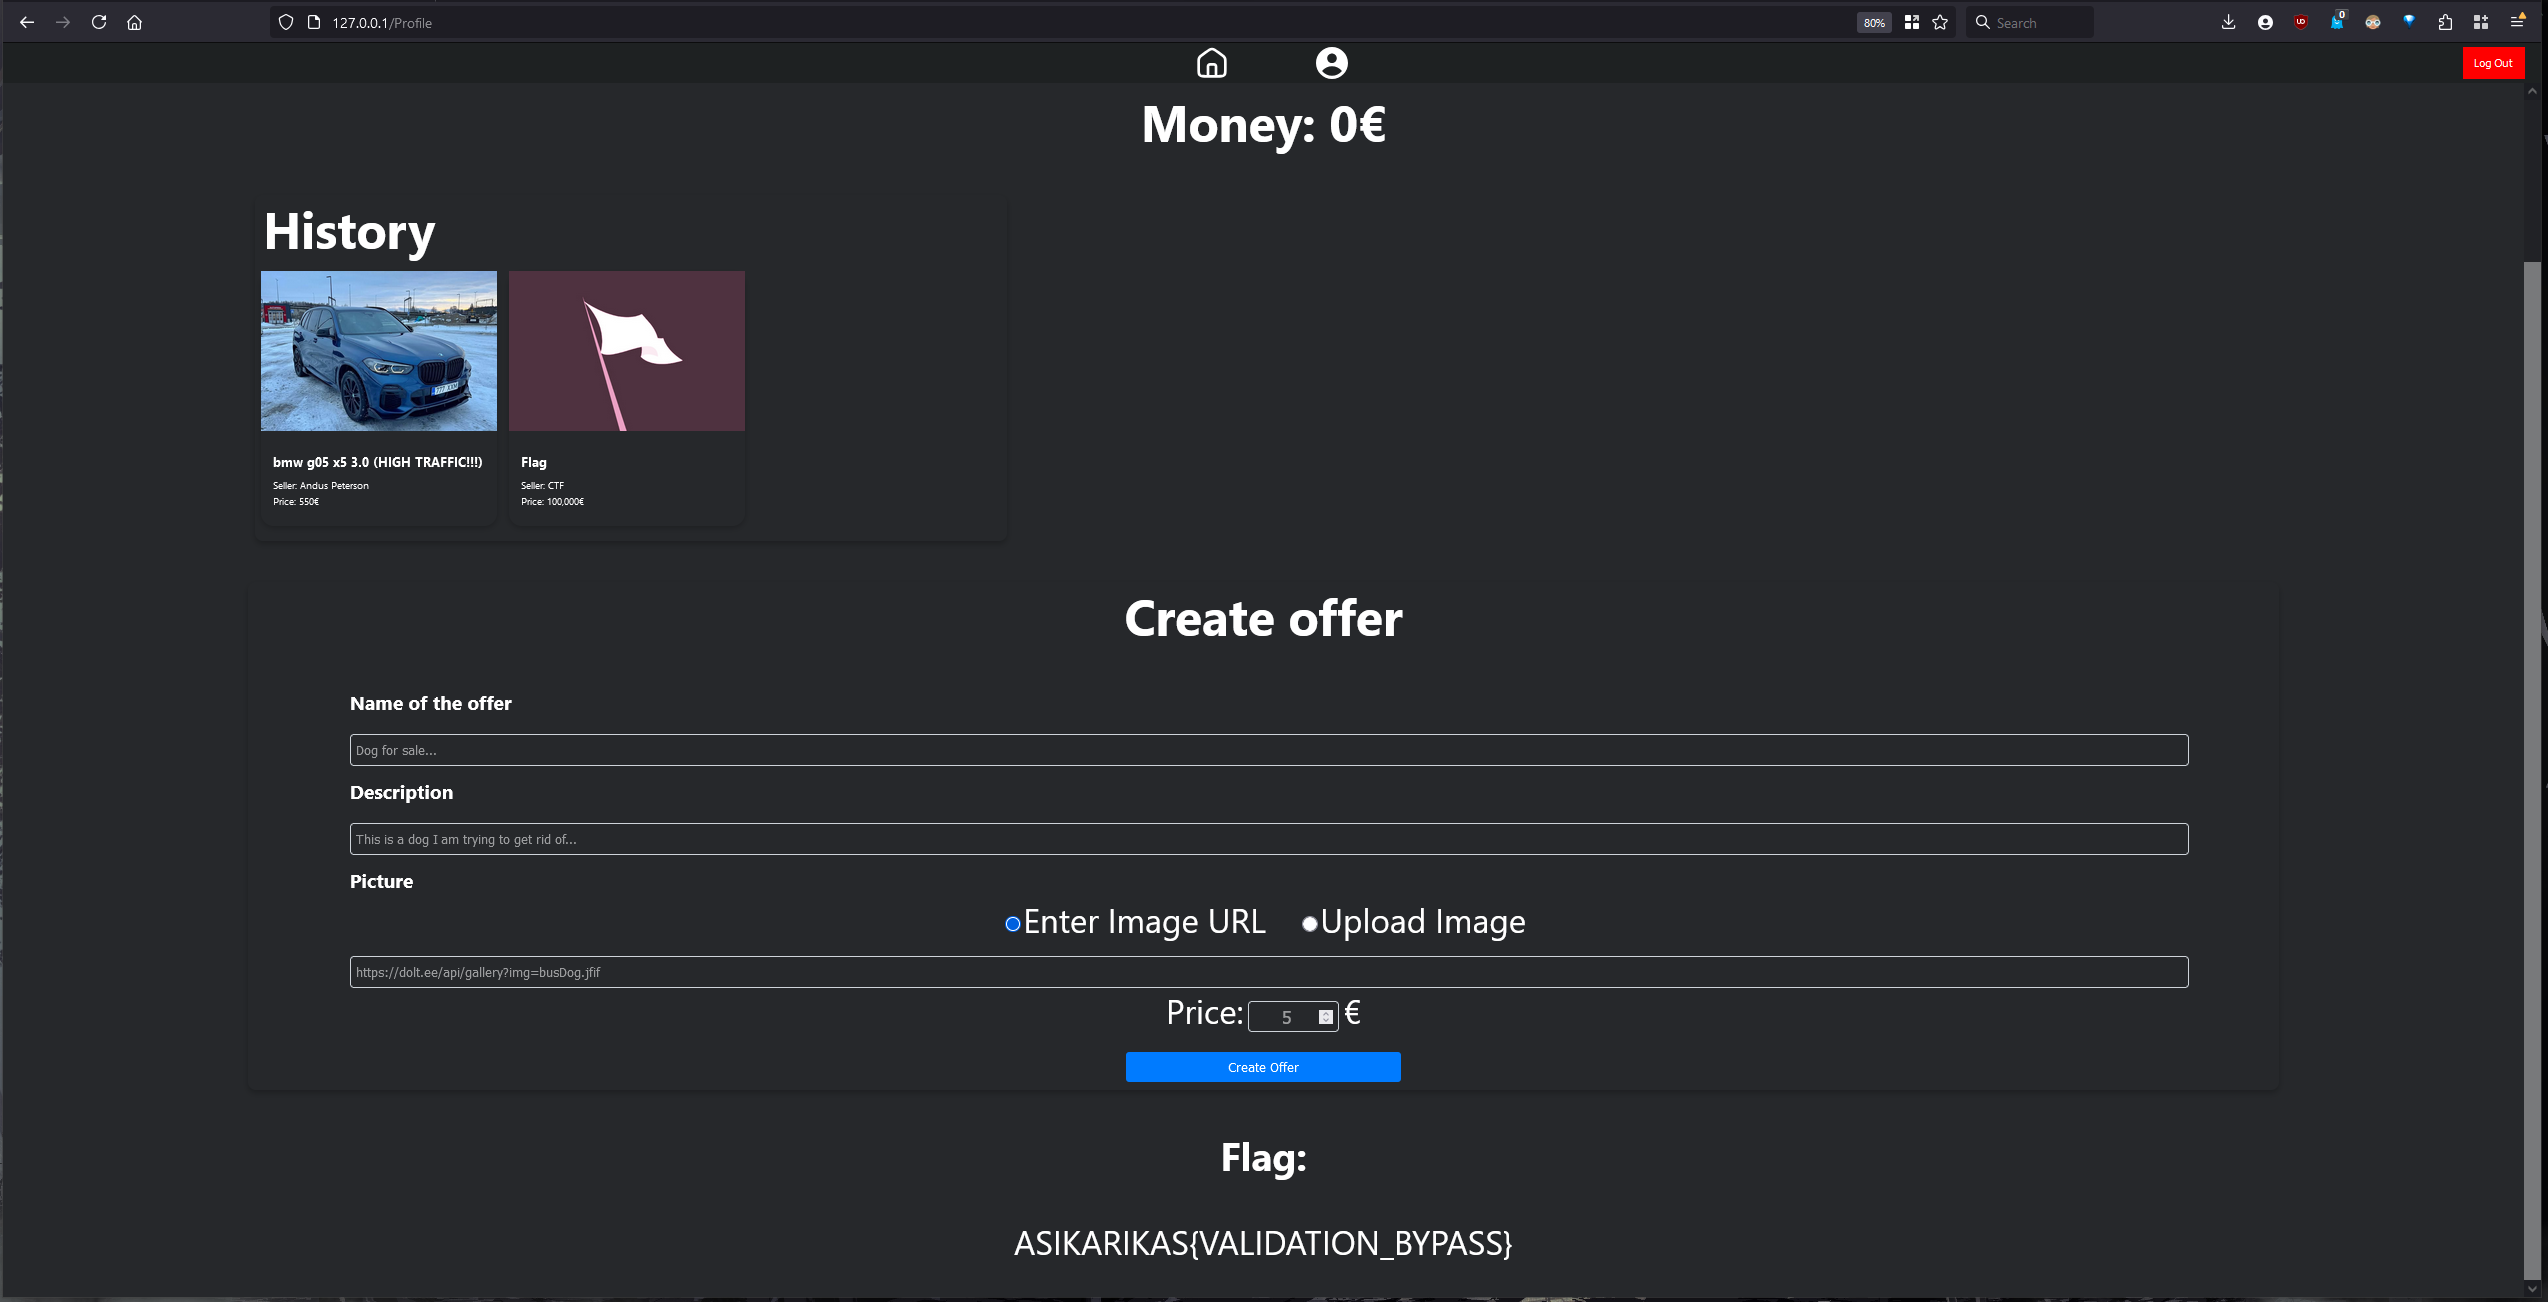 127.0.0.1/Profile
80%
Search
0
Log Out
Money: 0€
History
bmw g05 x5 3.0 (HIGH TRAFFIC!!!)
Seller: Andus Peterson
Price: 550€
Flag
Seller: CTF
Price: 100,000€
Create offer
Name of the offer
Dog for sale...
Description
This is a dog I am trying to get rid of...
Picture
Enter Image URL
Upload Image
https://dolt.ee/api/gallery?img=busDog.jfif
Price: 5 €
Create Offer
Flag:
ASIKARIKAS{VALIDATION_BYPASS}